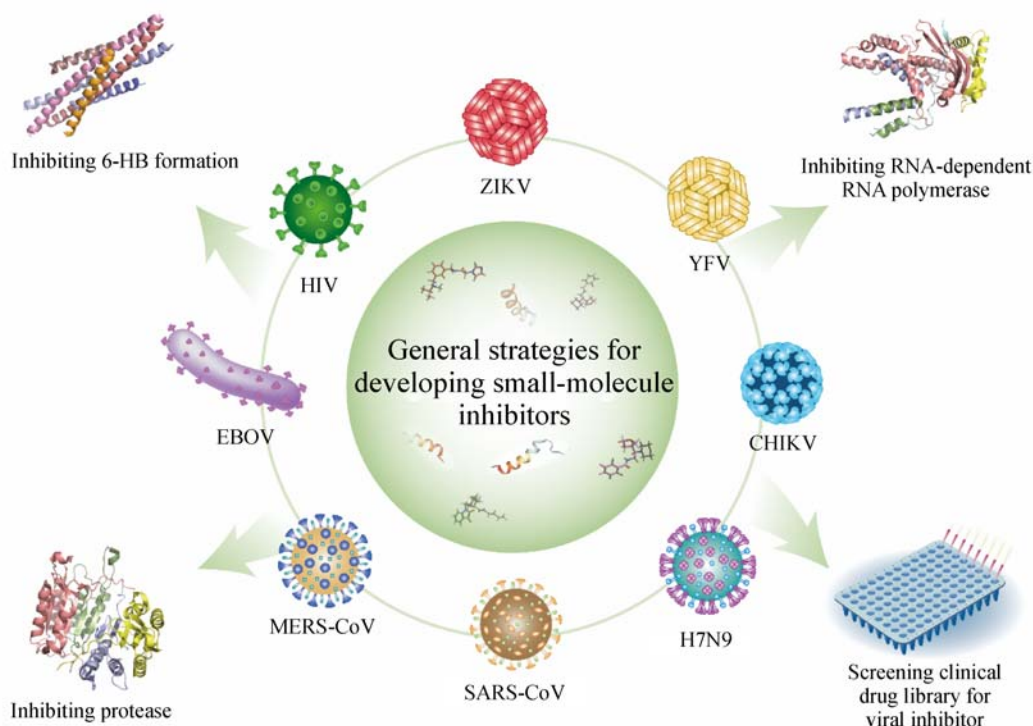 Inhibiting 6-HB formation
ZIKV
Inhibiting RNA-dependent
RNA polymerase
HIV
YFV
General strategies for
developing small-molecule
inhibitors
EBOV
CHIKV
MERS-CoV
H7N9
SARS-CoV
Inhibiting protease
Screening clinical
drug library for
viral inhibitor